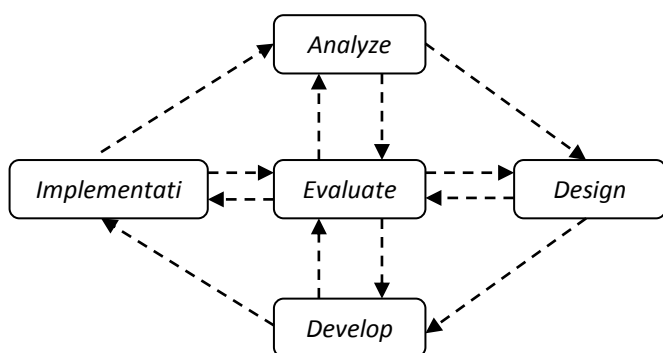 Analyze
Implementati
Evaluate
Design
Develop